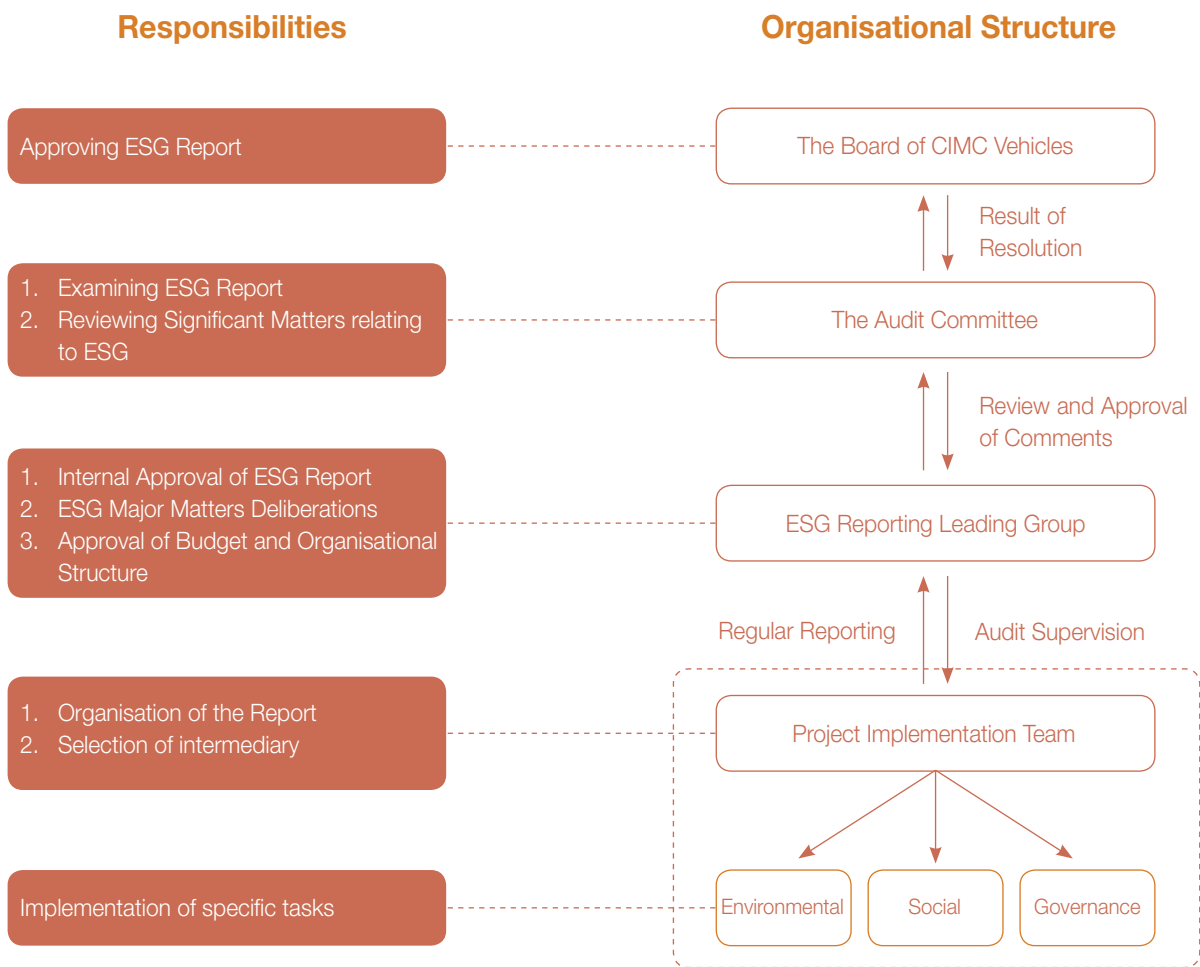 Responsibilities
Organisational Structure
Approving ESG Report
The Board of CIMC Vehicles
Result of
Resolution
1. Examining ESG Report
2. Reviewing Significant Matters relating
to ESG
The Audit Committee
Review and Approval
of Comments
1. Internal Approval of ESG Report
2. ESG Major Matters Deliberations
3. Approval of Budget and Organisational
Structure
ESG Reporting Leading Group
Regular Reporting
Audit Supervision
1. Organisation of the Report
2. Selection of intermediary
Project Implementation Team
Implementation of specific tasks
Environmental
Social
Governance